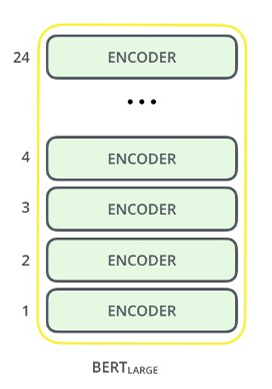 24 ENCODER
...
4 ENCODER
3 ENCODER
2 ENCODER
1 ENCODER
BERTLARGE